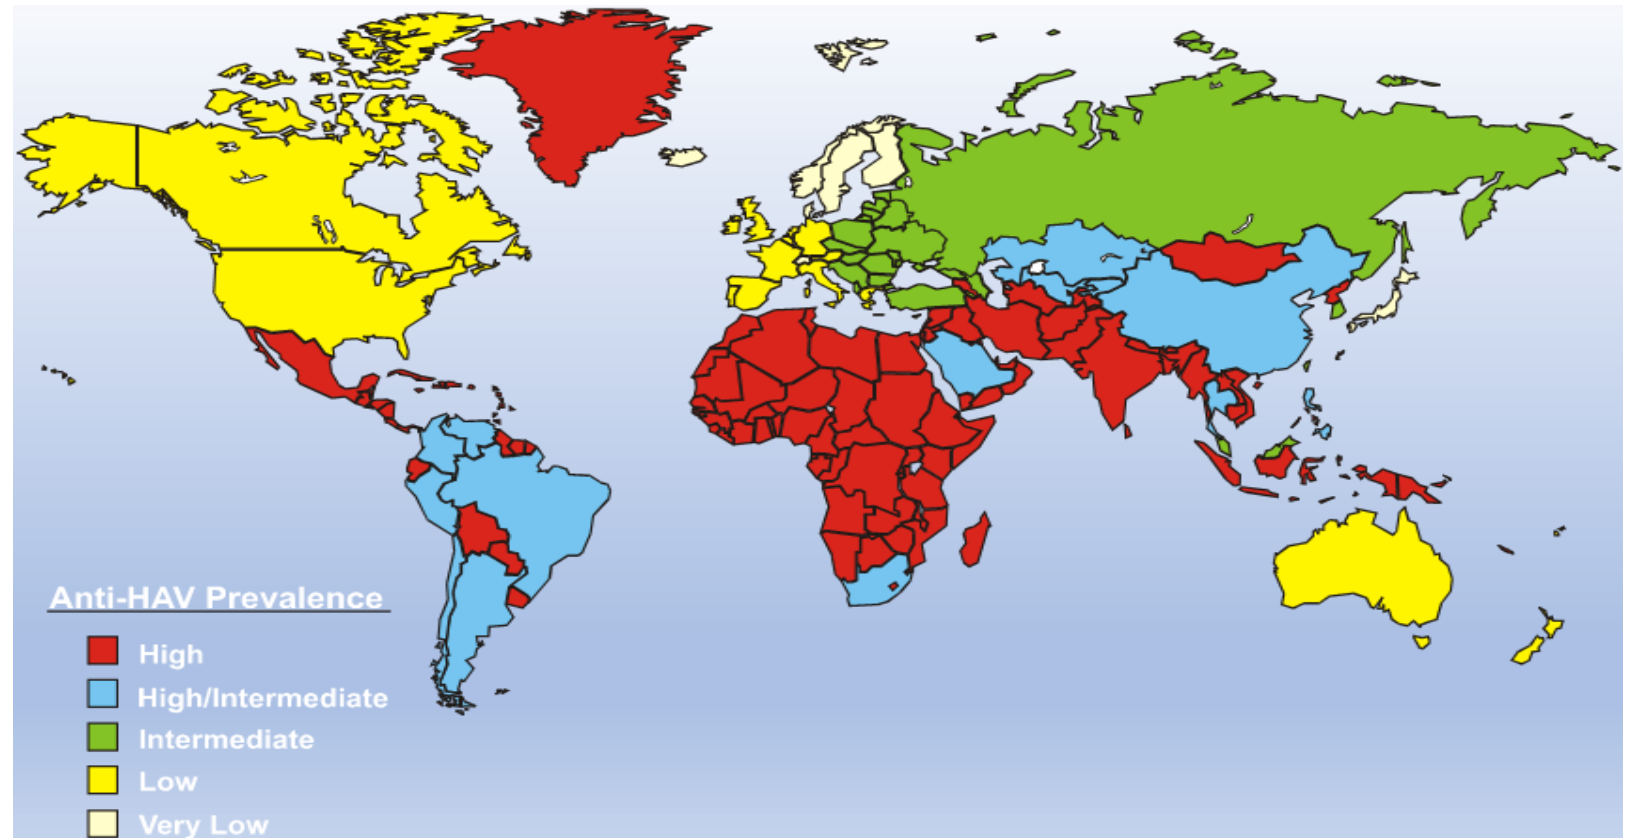 Anti-HAV Prevalence
High
High/Intermediate
Intermediate
Low
Very Low